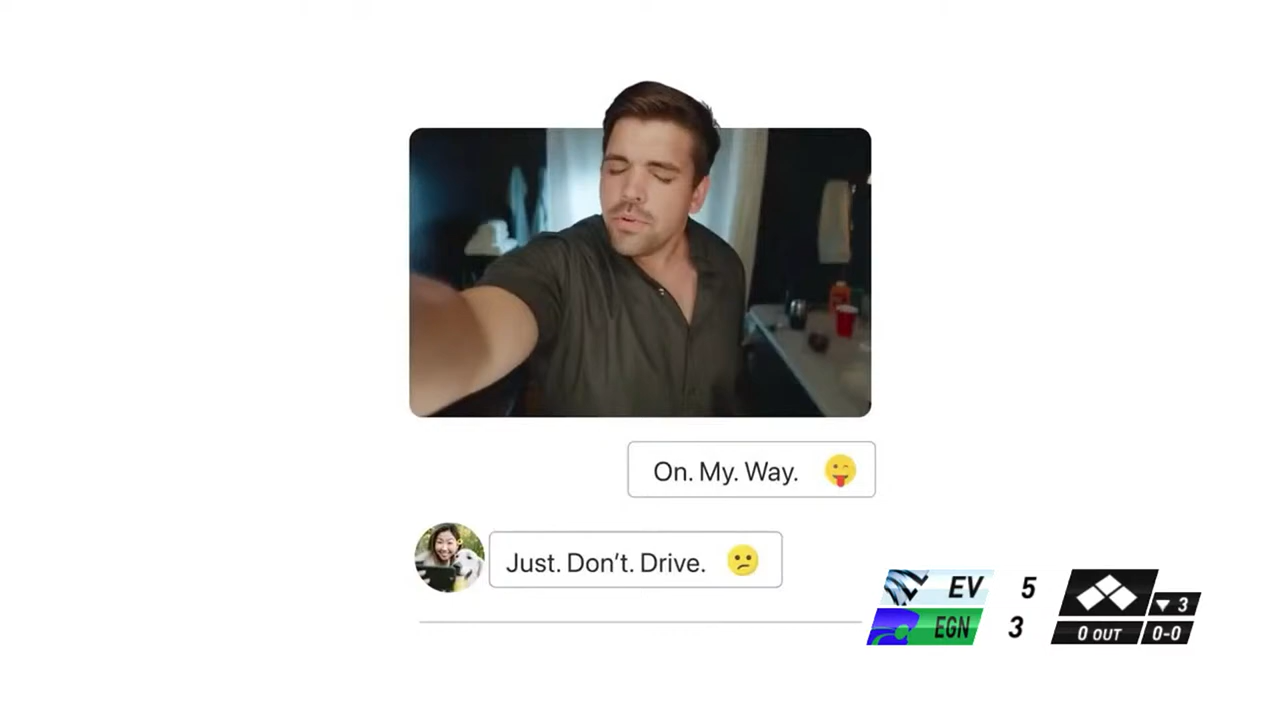 On. My. Way. 😜
Just. Don't. Drive. 😕
EV 5
EGN 3
▼ 3
0 OUT 0-0